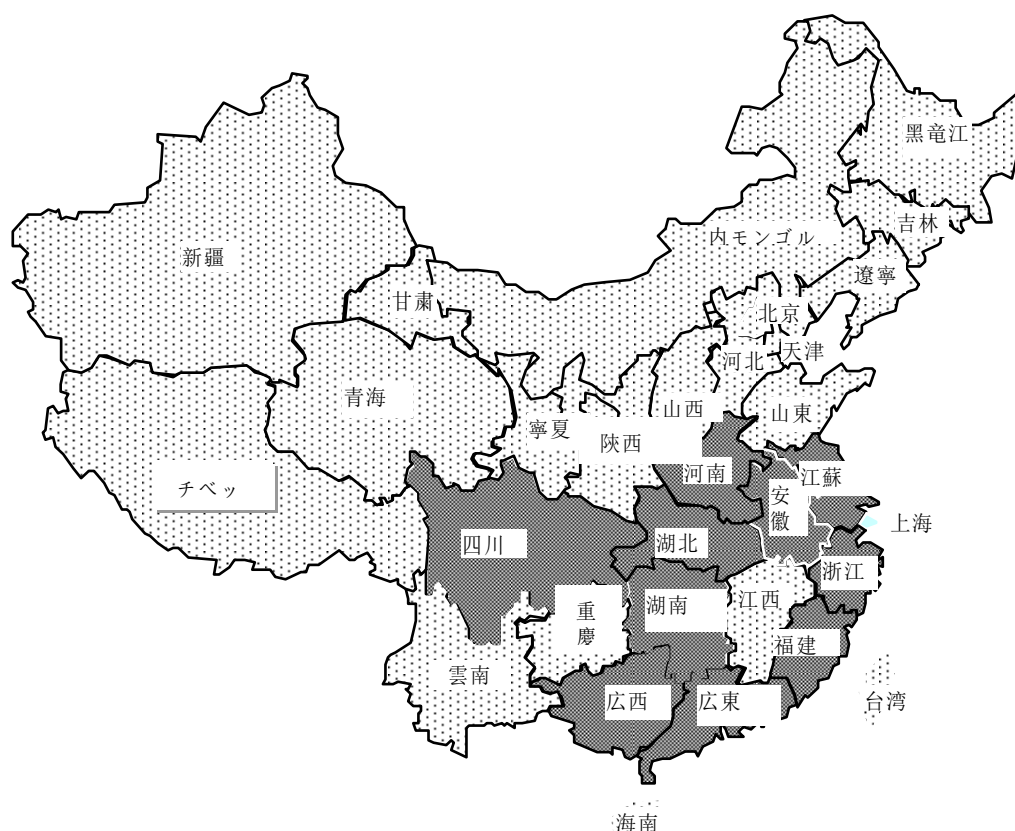 黑竜江
吉林
内モンゴル
遼寧
新疆
甘粛
北京
天津
河北
青海
山西
山東
寧夏
陝西
河南
江蘇
チベッ
安
徽
上海
四川
湖北
浙江
重
慶
湖南
江西
福建
雲南
広西
広東
台湾
海南